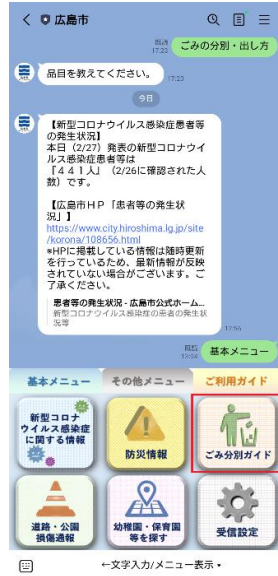 広島市
既読
17:23
ごみの分別・出し方
品目を教えてください。
17:23
今日
【新型コロナウイルス感染症患者等
の発生状況】
本日（2/27）発表の新型コロナウイ
ルス感染症患者等は
「４４１人」（2/26に確認された人
数）です。
【広島市ＨＰ「患者等の発生状
況」】
https://www.city.hiroshima.lg.jp/site
/korona/108656.html
※HPに掲載している情報は随時更新
を行っているため、最新情報が反映
されていない場合がございます。ご
了承ください。
患者等の発生状況 - 広島市公式ホーム...
新型コロナウイルス感染症の患者の発生状
況等
17:56
既読
基本メニュー
基本メニュー
その他メニュー
ご利用ガイド
新型コロナ
ウイルス感染症
に関する情報
防災情報
ごみ分別ガイド
道路・公園
損傷通報
幼稚園・保育園
等を探す
受信設定
←文字入力/メニュー表示・